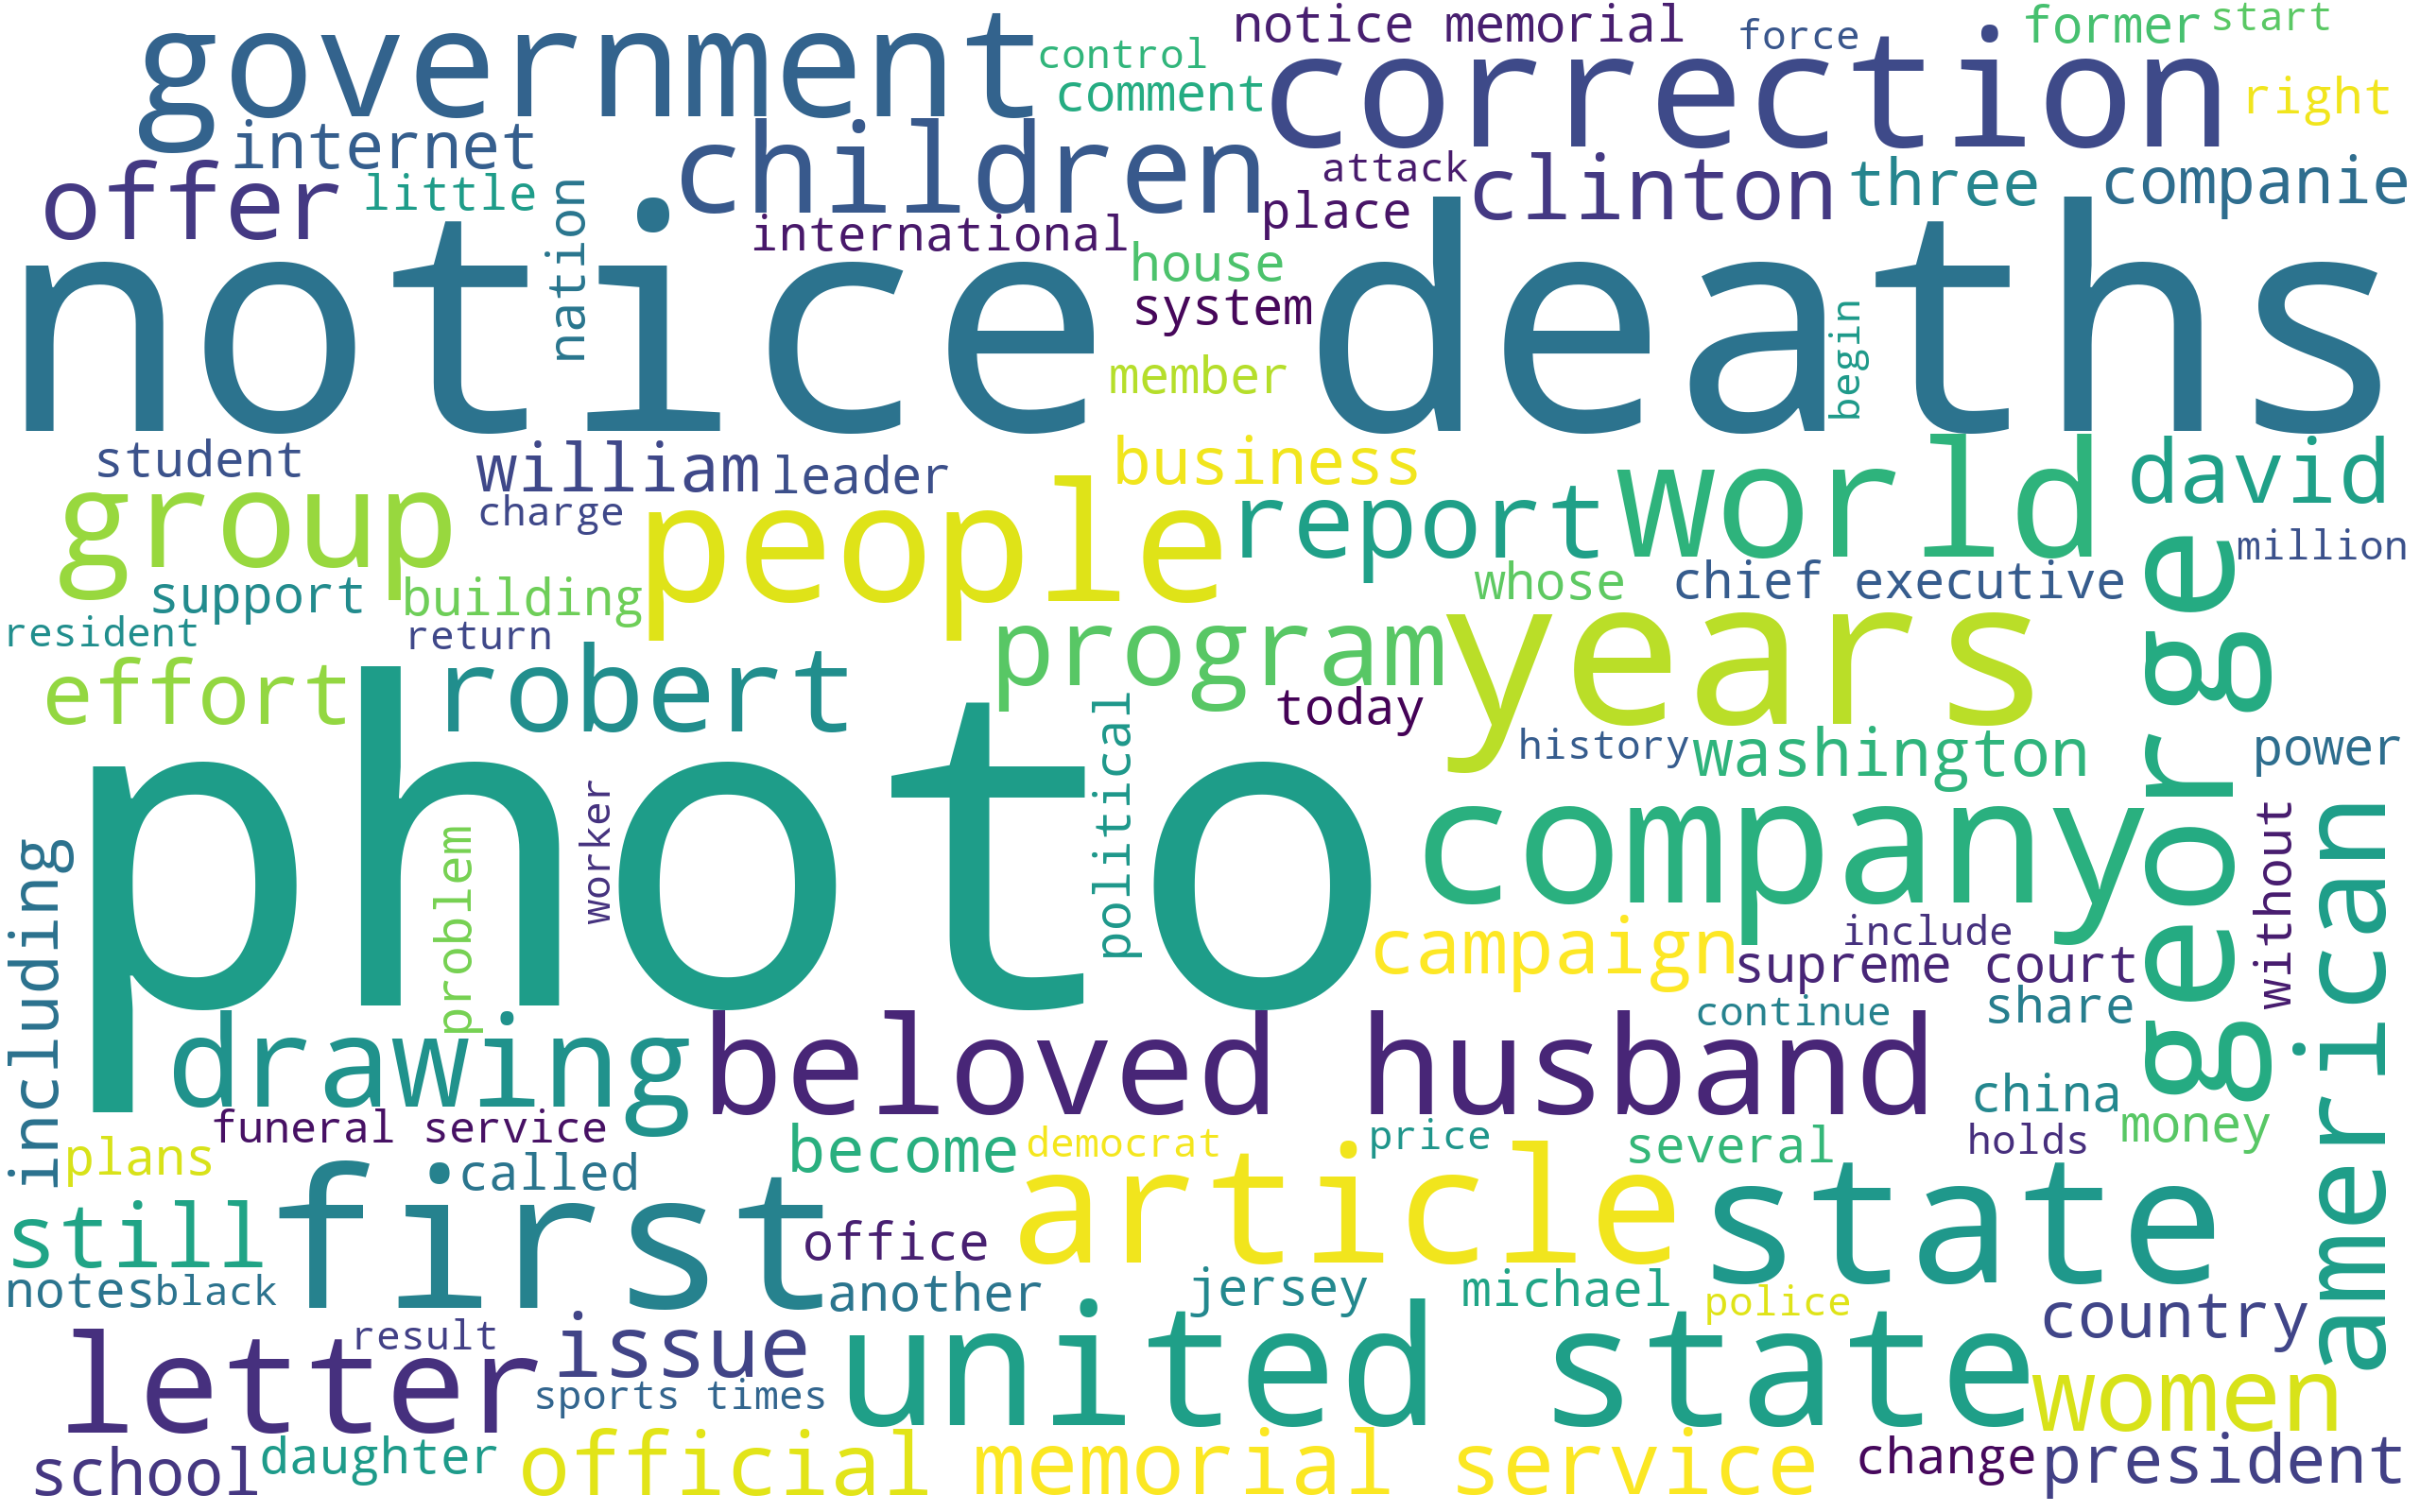 government
control
comment
notice memorial
force
former
start
correction
right
internet
offer
little
nation
children
attack
international
place
clinton
three
companie
house
system
notice deaths
member
begin
student
william
leader
charge
business
group
people
report
world
david
million
support
building
whose
chief executive
resident
return
program
years
effort
robert
today
political
history
washington
power
george
photo
worker
problem
including
company
without
american
campaign
include
supreme court
continue
share
drawing
beloved husband
china
money
funeral service
plans
become
democrat
price
several
holds
called
first
article
state
still
office
notes
black
another
jersey
michael
police
country
letter
result
issue
united state
sports times
women
school
daughter
official
memorial service
change
president